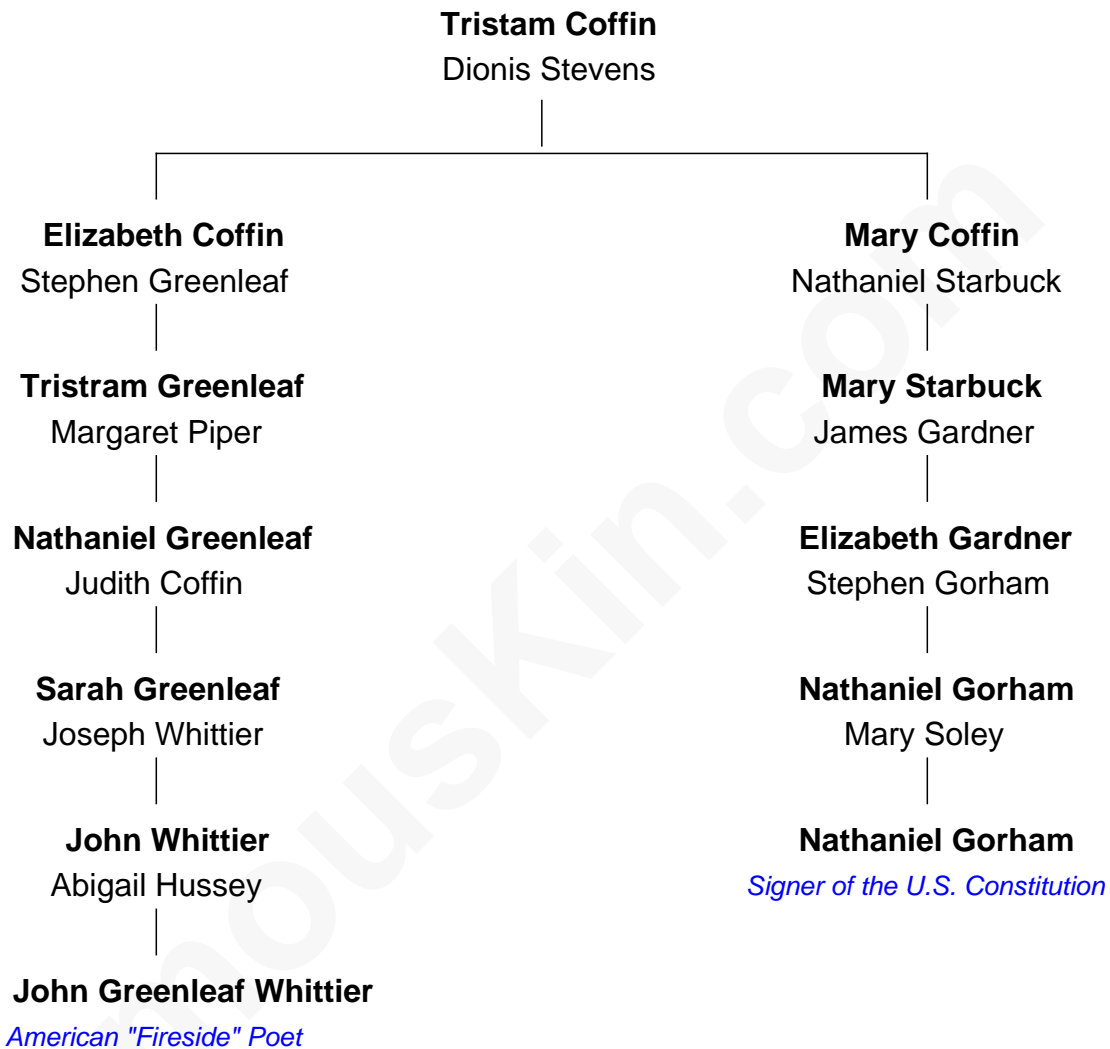 Tristam Coffin
Dionis Stevens
Elizabeth Coffin
Stephen Greenleaf
Mary Coffin
Nathaniel Starbuck
Tristram Greenleaf
Margaret Piper
Mary Starbuck
James Gardner
Nathaniel Greenleaf
Judith Coffin
Elizabeth Gardner
Stephen Gorham
Sarah Greenleaf
Joseph Whittier
Nathaniel Gorham
Mary Soley
John Whittier
Abigail Hussey
Nathaniel Gorham
Signer of the U.S. Constitution
John Greenleaf Whittier
American "Fireside" Poet
mousKin.com